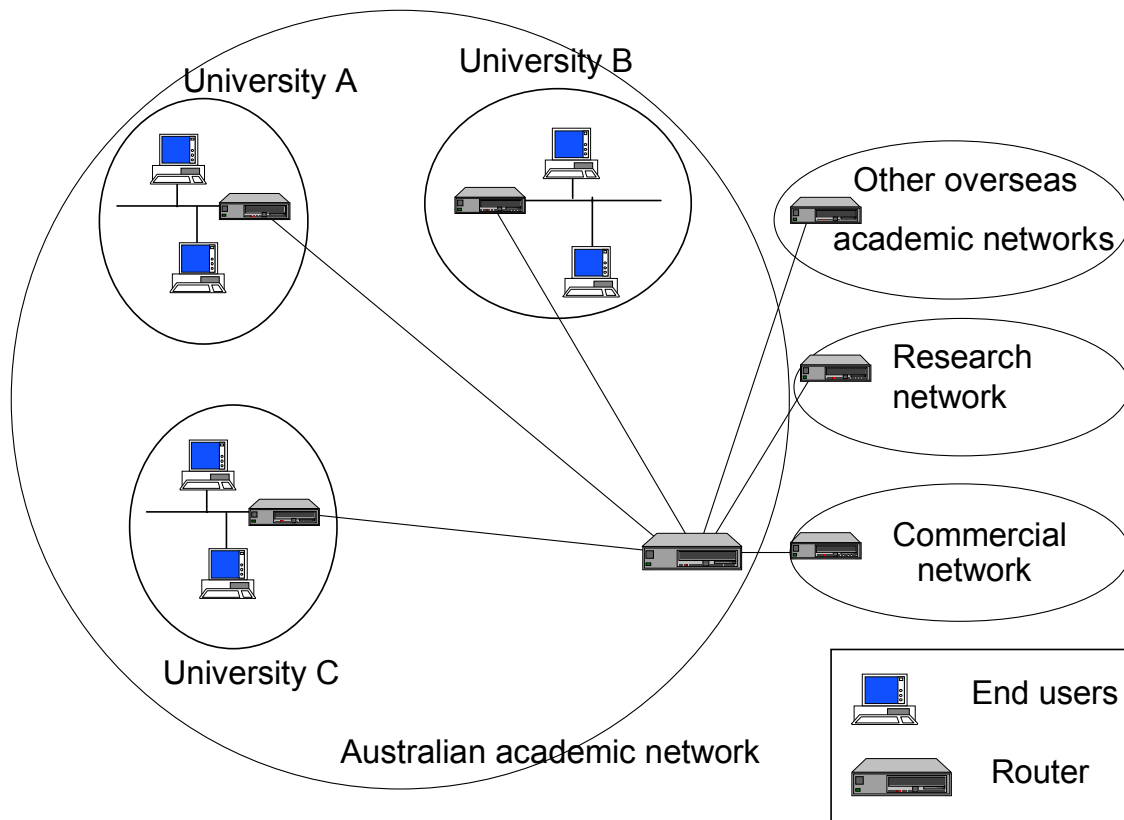 University A
University B
Other overseas
academic networks
Research
network
Commercial
network
University C
Australian academic network
End users
Router